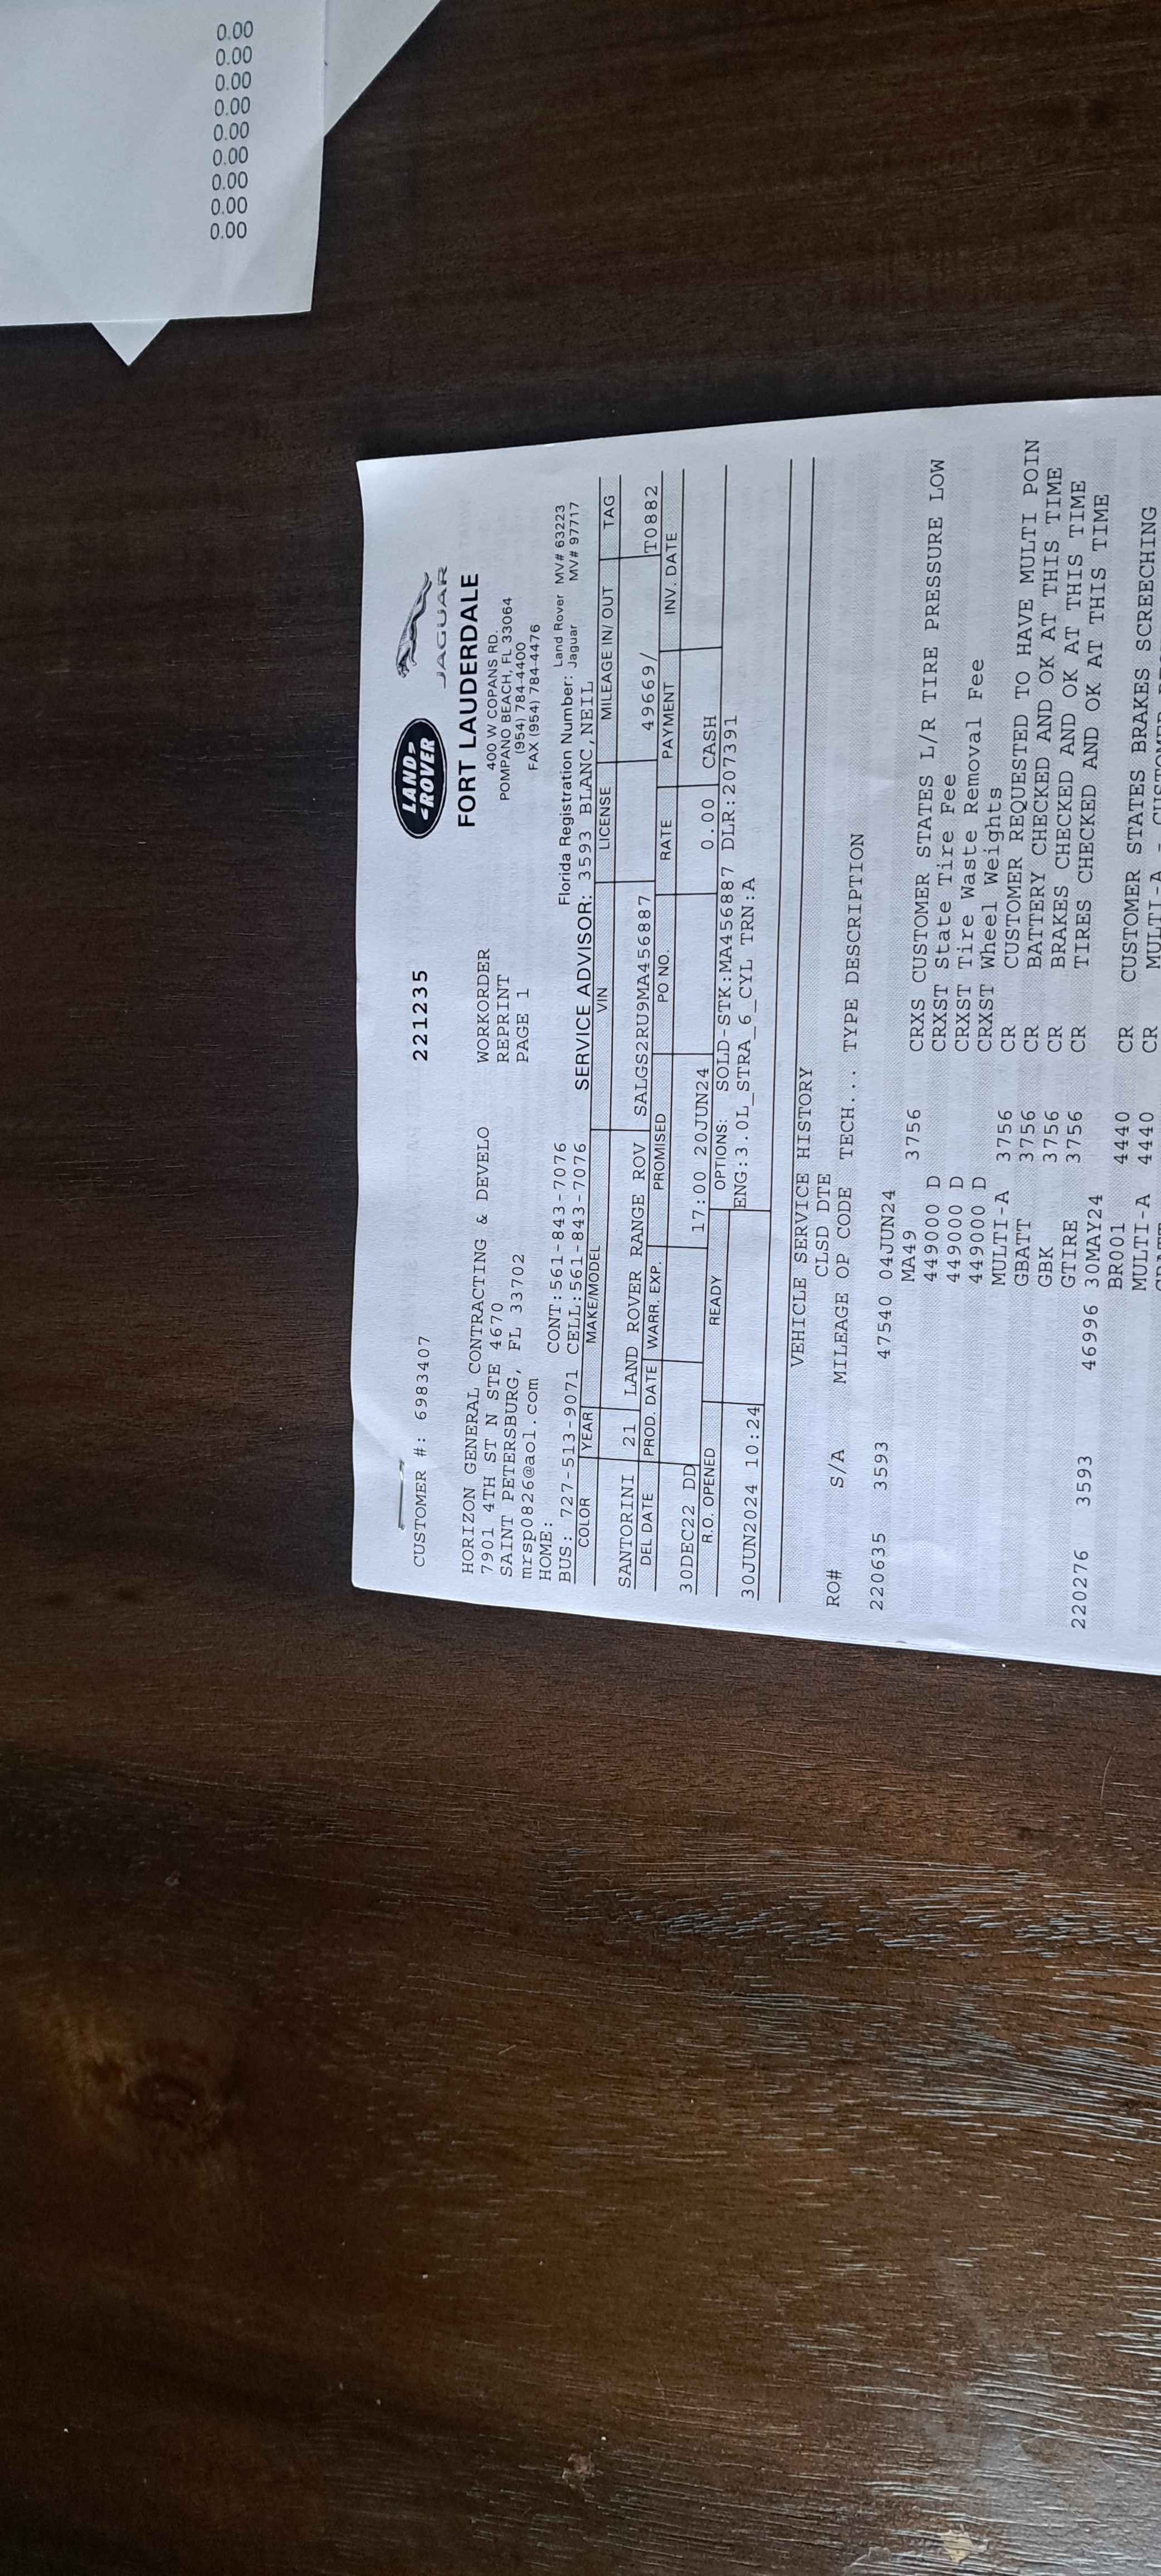 0.00
0.00
0.00
0.00
0.00
0.00
0.00
0.00
0.00
LAND-
-ROVER
JAGUAR
CUSTOMER #: 6983407
221235
FORT LAUDERDALE
HORIZON GENERAL CONTRACTING & DEVELO
WORKORDER
400 W COPANS RD.
7901 4TH ST N STE 4670
REPRINT
POMPANO BEACH, FL 33064
SAINT PETERSBURG, FL 33702
PAGE 1
(954) 784-4400
mrsp0826@aol.com
FAX (954) 784-4476
HOME: CONT:561-843-7076
Florida Registration Number: Land Rover MV# 63223
Jaguar MV# 97717
BUS: 727-513-9071 CELL:561-843-7076
SERVICE ADVISOR: 3593 BLANC,NEIL
COLOR YEAR MAKE/MODEL VIN LICENSE MILEAGE IN/ OUT TAG
SANTORINI 21 LAND ROVER RANGE ROV SALGS2RU9MA456887 49669/ T0882
DEL DATE PROD. DATE WARR. EXP. PROMISED PO NO. RATE PAYMENT INV. DATE
30DEC22 DD 17:00 20JUN24 0.00 CASH
R.O. OPENED READY OPTIONS: SOLD-STK:MA456887 DLR:207391
30JUN2024 10:24 ENG:3.0L_STRA_6_CYL TRN:A
VEHICLE SERVICE HISTORY
CLSD DTE
RO# S/A MILEAGE OP CODE TECH... TYPE DESCRIPTION
220635 3593 47540 04JUN24
MA49 3756 CRXS CUSTOMER STATES L/R TIRE PRESSURE LOW
449000 D CRXST State Tire Fee
449000 D CRXST Tire Waste Removal Fee
449000 D CRXST Wheel Weights
MULTI-A 3756 CR CUSTOMER REQUESTED TO HAVE MULTI POIN
GBATT 3756 CR BATTERY CHECKED AND OK AT THIS TIME
GBK 3756 CR BRAKES CHECKED AND OK AT THIS TIME
GTIRE 3756 CR TIRES CHECKED AND OK AT THIS TIME
220276 3593 46996 30MAY24
BR001 4440 CR CUSTOMER STATES BRAKES SCREECHING
MULTI-A 4440 CR MULTI-A - CUSTOMER